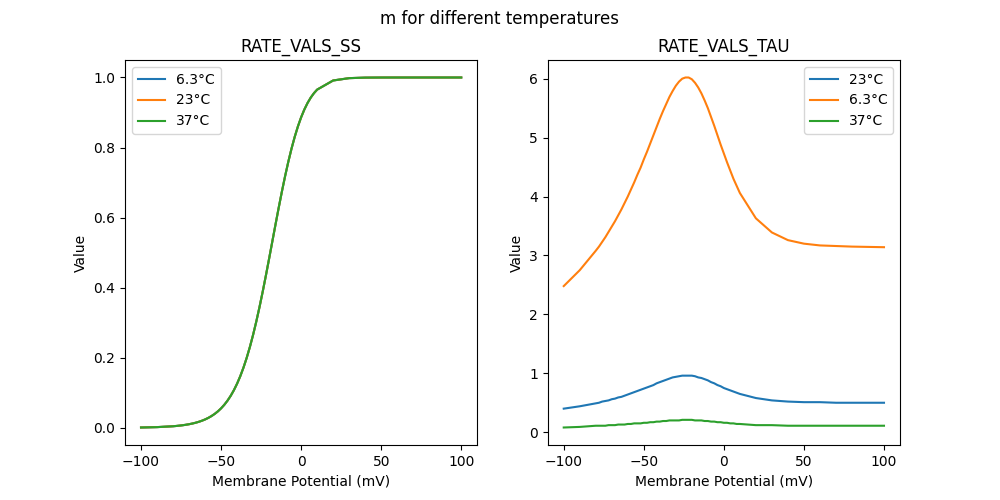 m for different temperatures
RATE_VALS_SS
1.0
0.8
0.6
0.4
0.2
0.0
Value
6.3°C
23°C
37°C
−100
−50
0
50
100
Membrane Potential (mV)
RATE_VALS_TAU
6
5
4
3
2
1
0
Value
23°C
6.3°C
37°C
−100
−50
0
50
100
Membrane Potential (mV)